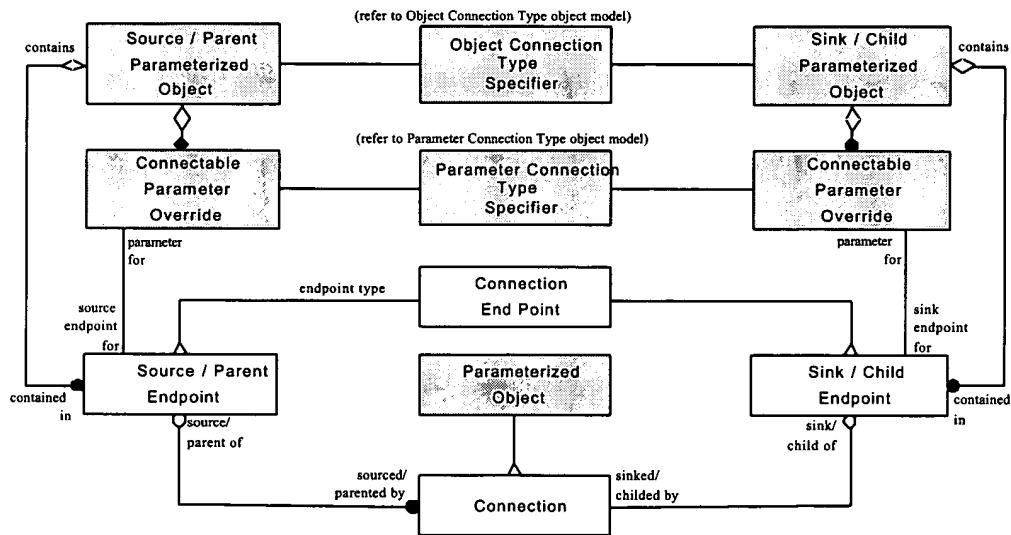 (refer to Object Connection Type object model)
contains
Source / Parent
Parameterized
Object
Object Connection
Type
Specifier
Sink / Child
Parameterized
Object
contains
(refer to Parameter Connection Type object model)
Connectable
Parameter
Override
Parameter Connection
Type
Specifier
Connectable
Parameter
Override
parameter
for
parameter
for
endpoint type
Connection
End Point
source
endpoint
for
sink
endpoint
for
Source / Parent
Endpoint
Parameterized
Object
Sink / Child
Endpoint
contained
in
contained
in
source/
parent of
sink/
child of
sourced/
parented by
Connection
sinked/
childed by